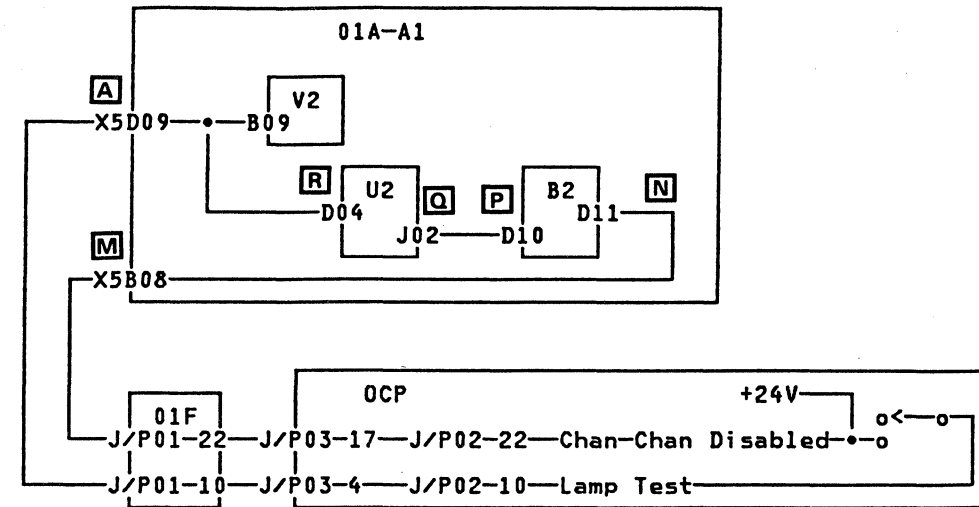 01A-A1
A
V2
X5D09
B09
R
U2
Q
P
B2
N
D04
D11
J02
D10
M
X5B08
OCP
+24V
01F
o<
o
J/P01-22 J/P03-17 J/P02-22 Chan-Chan Disabled o
J/P01-10 J/P03-4 J/P02-10 Lamp Test